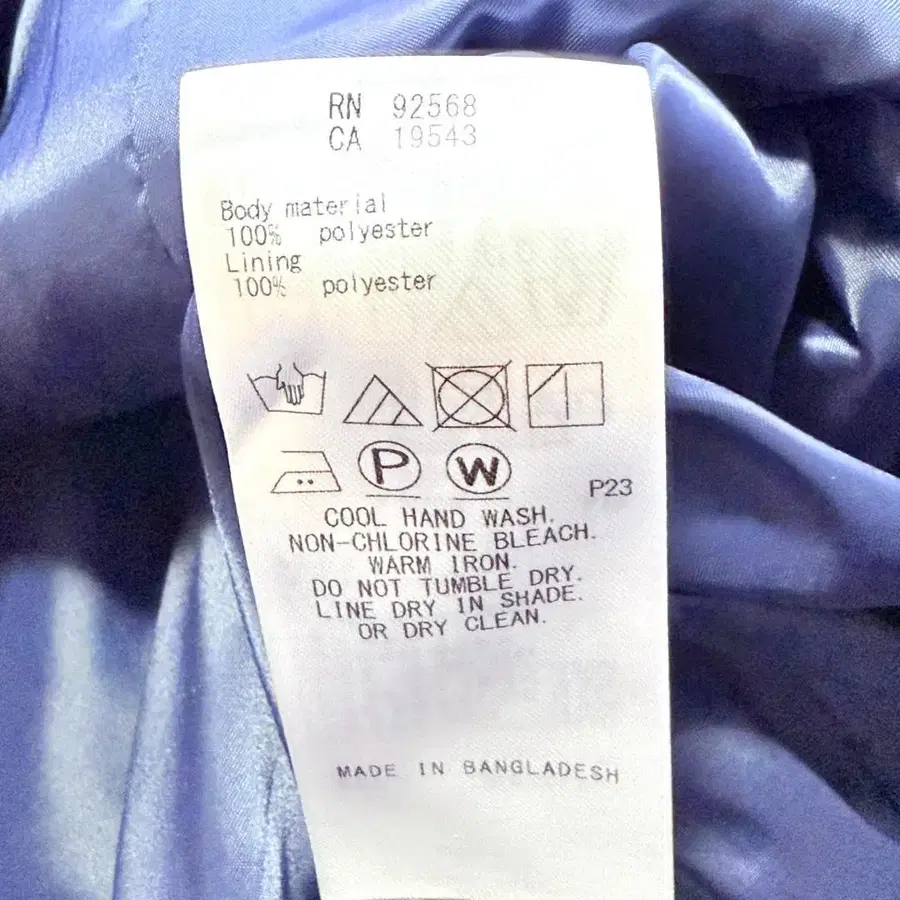 RN 92568
CA 19543
Body material
100% polyester
Lining
100% polyester
P W
P23
COOL HAND WASH.
NON-CHLORINE BLEACH.
WARM IRON.
DO NOT TUMBLE DRY.
LINE DRY IN SHADE.
OR DRY CLEAN.
MADE IN BANGLADESH